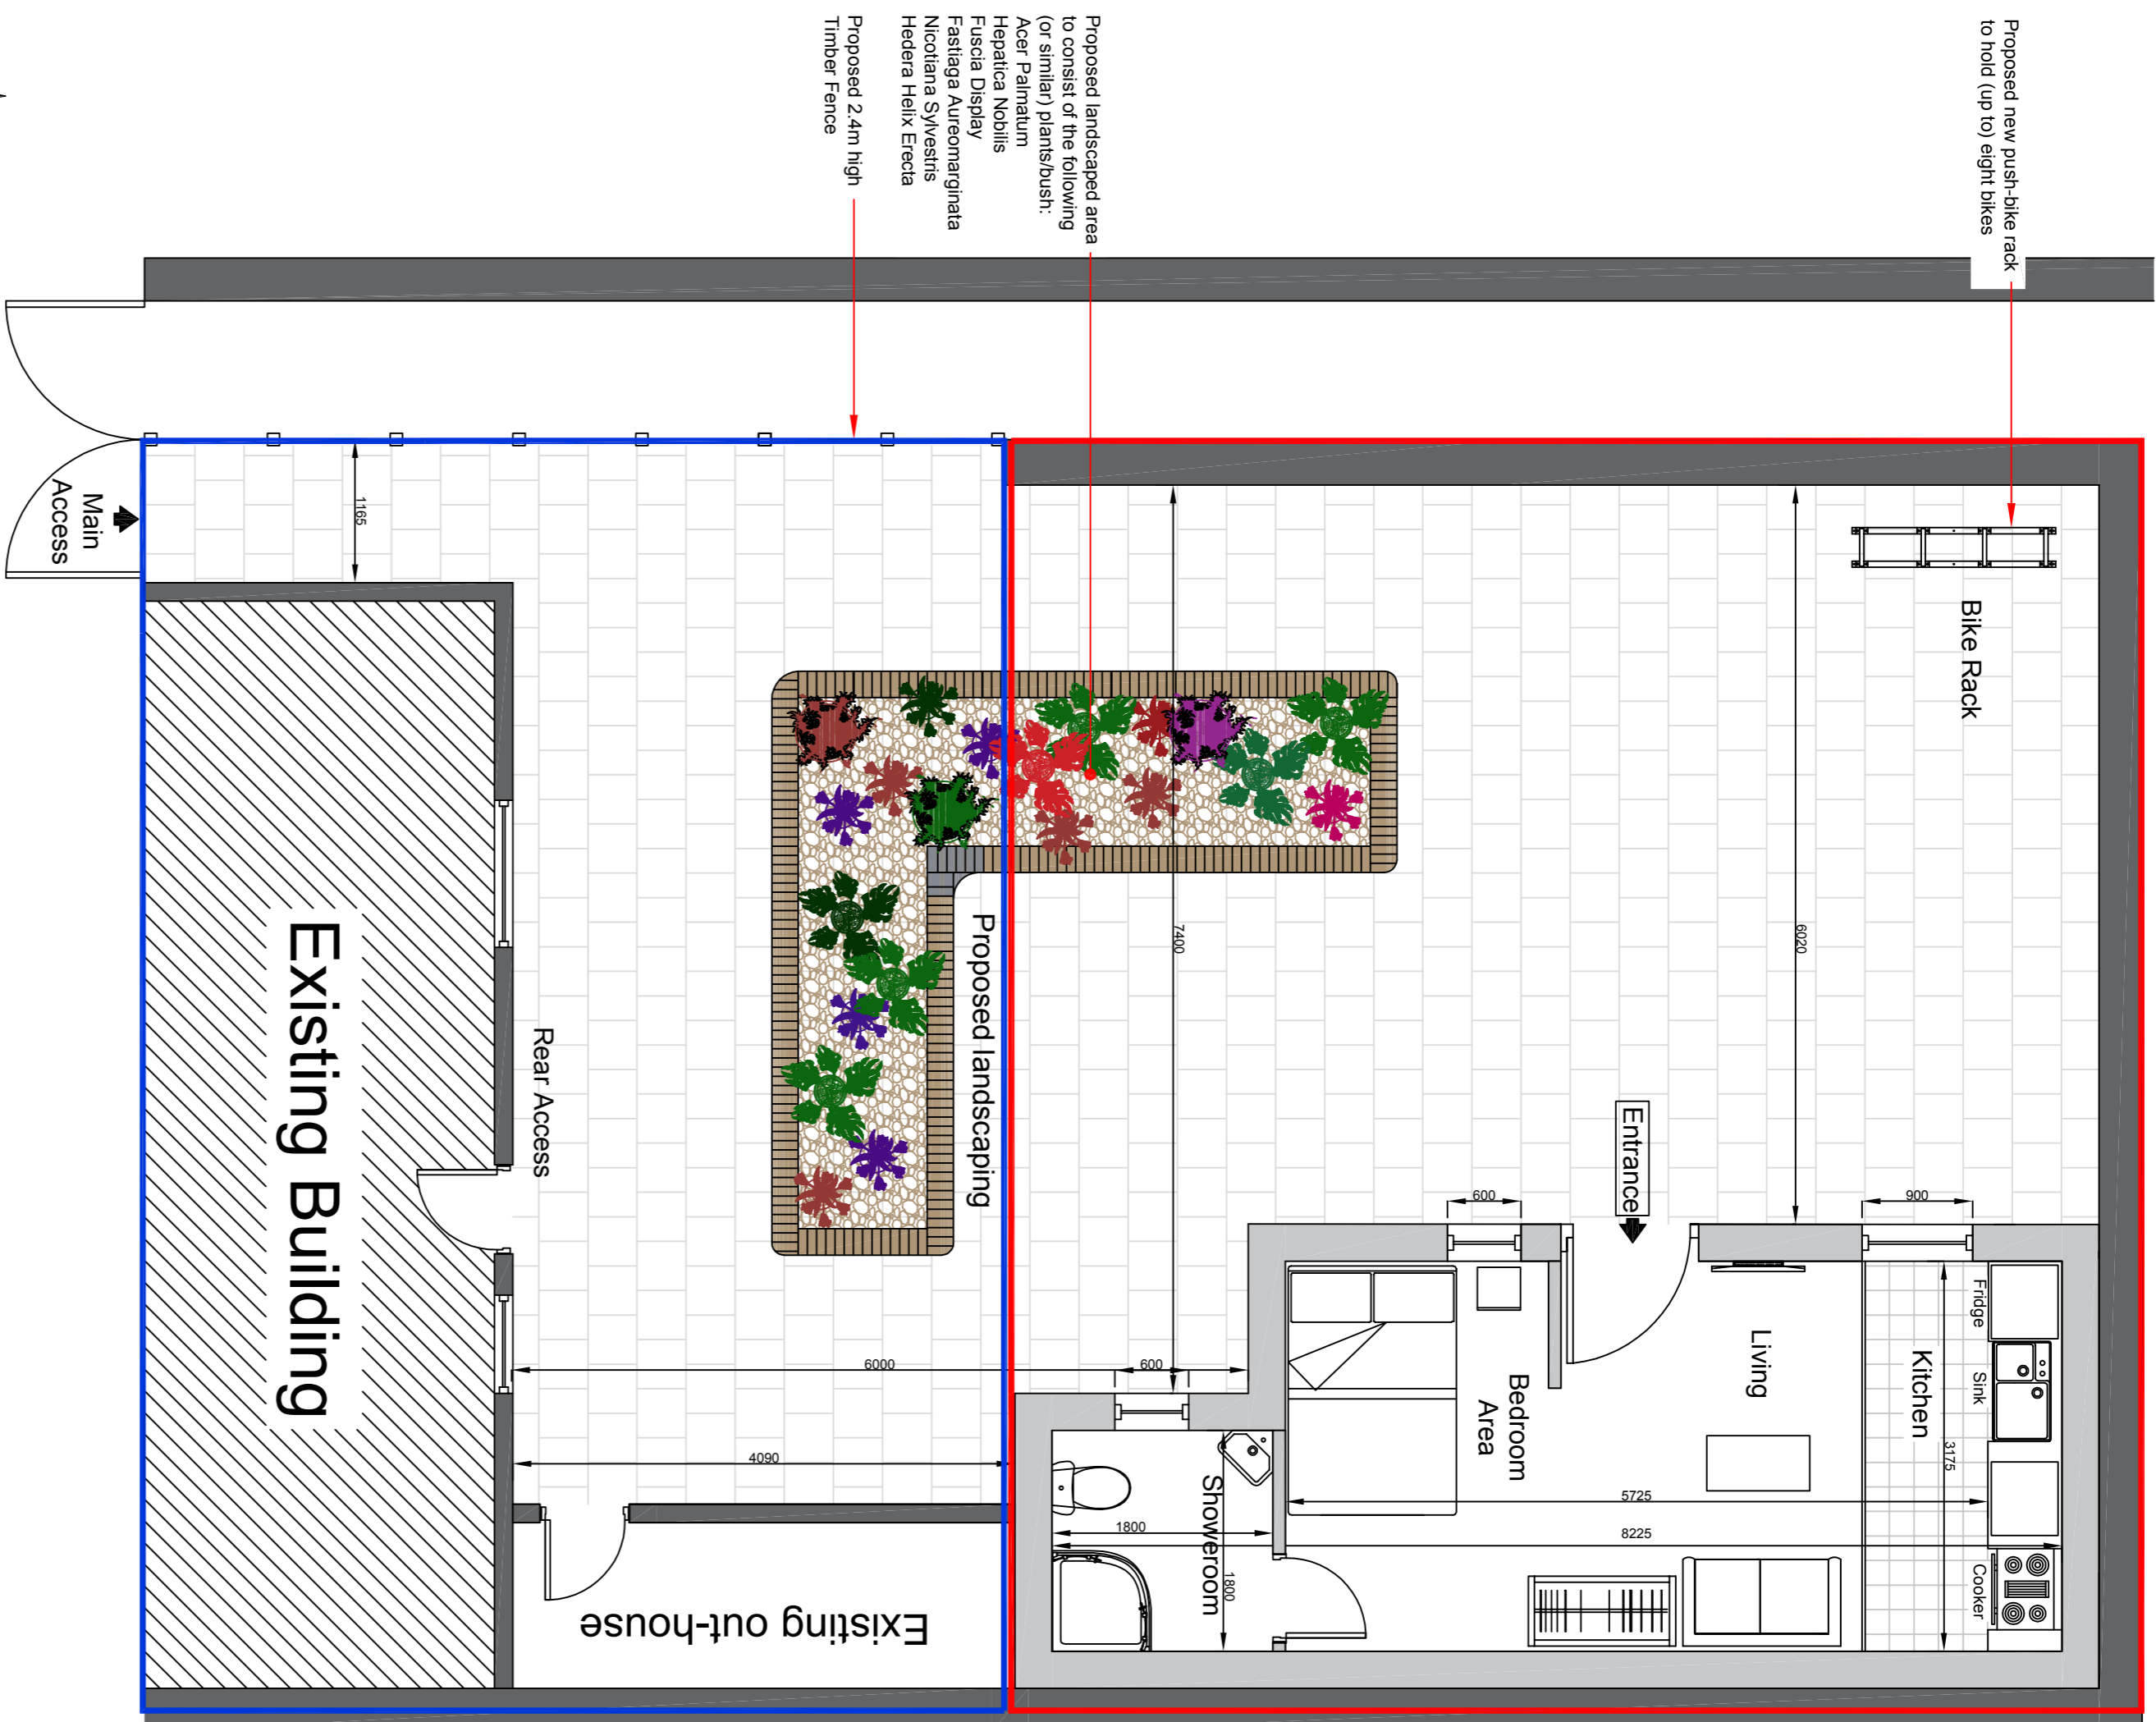 Proposed new push-bike rack
to hold (up to) eight bikes
Proposed landscaped area
to consist of the following
(or similar) plants/bush:
Acer Palmatum
Hepatica Nobilis
Fuscia Display
Fastiaga Aureomarginata
Nicotiana Sylvestris
Hedera Helix Erecta
Proposed 2.4m high
Timber Fence
Bike Rack
6020
7400
1165
Main
Access
Entrance
900
600
Fridge
Sink
Cooker
Kitchen
3175
Living
Bedroom
Area
5725
8225
Showeroom
1800
1800
600
6000
4090
Proposed landscaping
Rear Access
Existing Building
Existing out-house